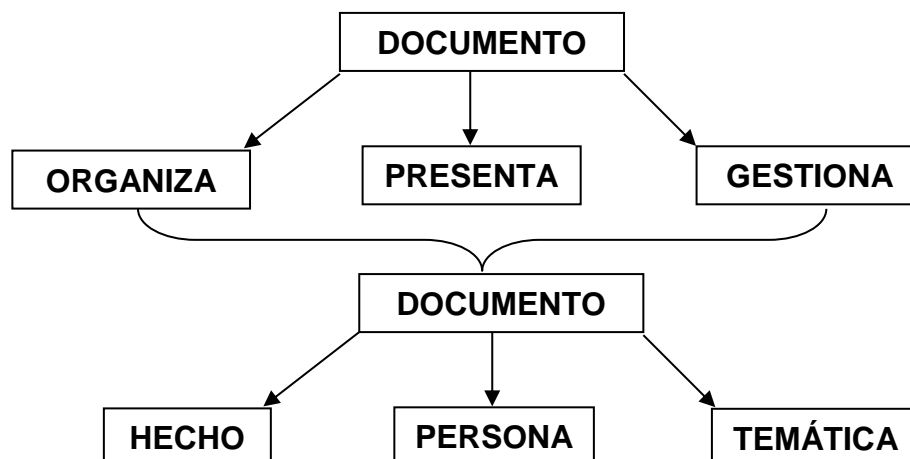 DOCUMENTO
ORGANIZA
PRESENTA
GESTIONA
DOCUMENTO
HECHO
PERSONA
TEMÁTICA